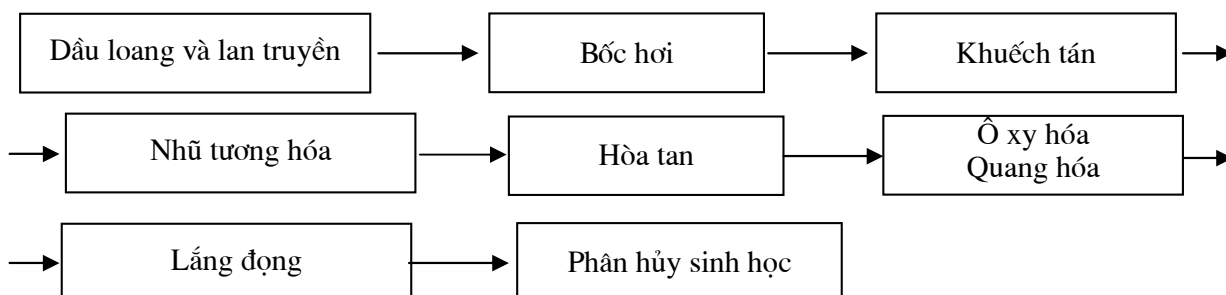 Dầu loang và lan truyền
Bốc hơi
Khuếch tán
Nhũ tương hóa
Hòa tan
Ô xy hóa
Quang hóa
Lắng đọng
Phân hủy sinh học